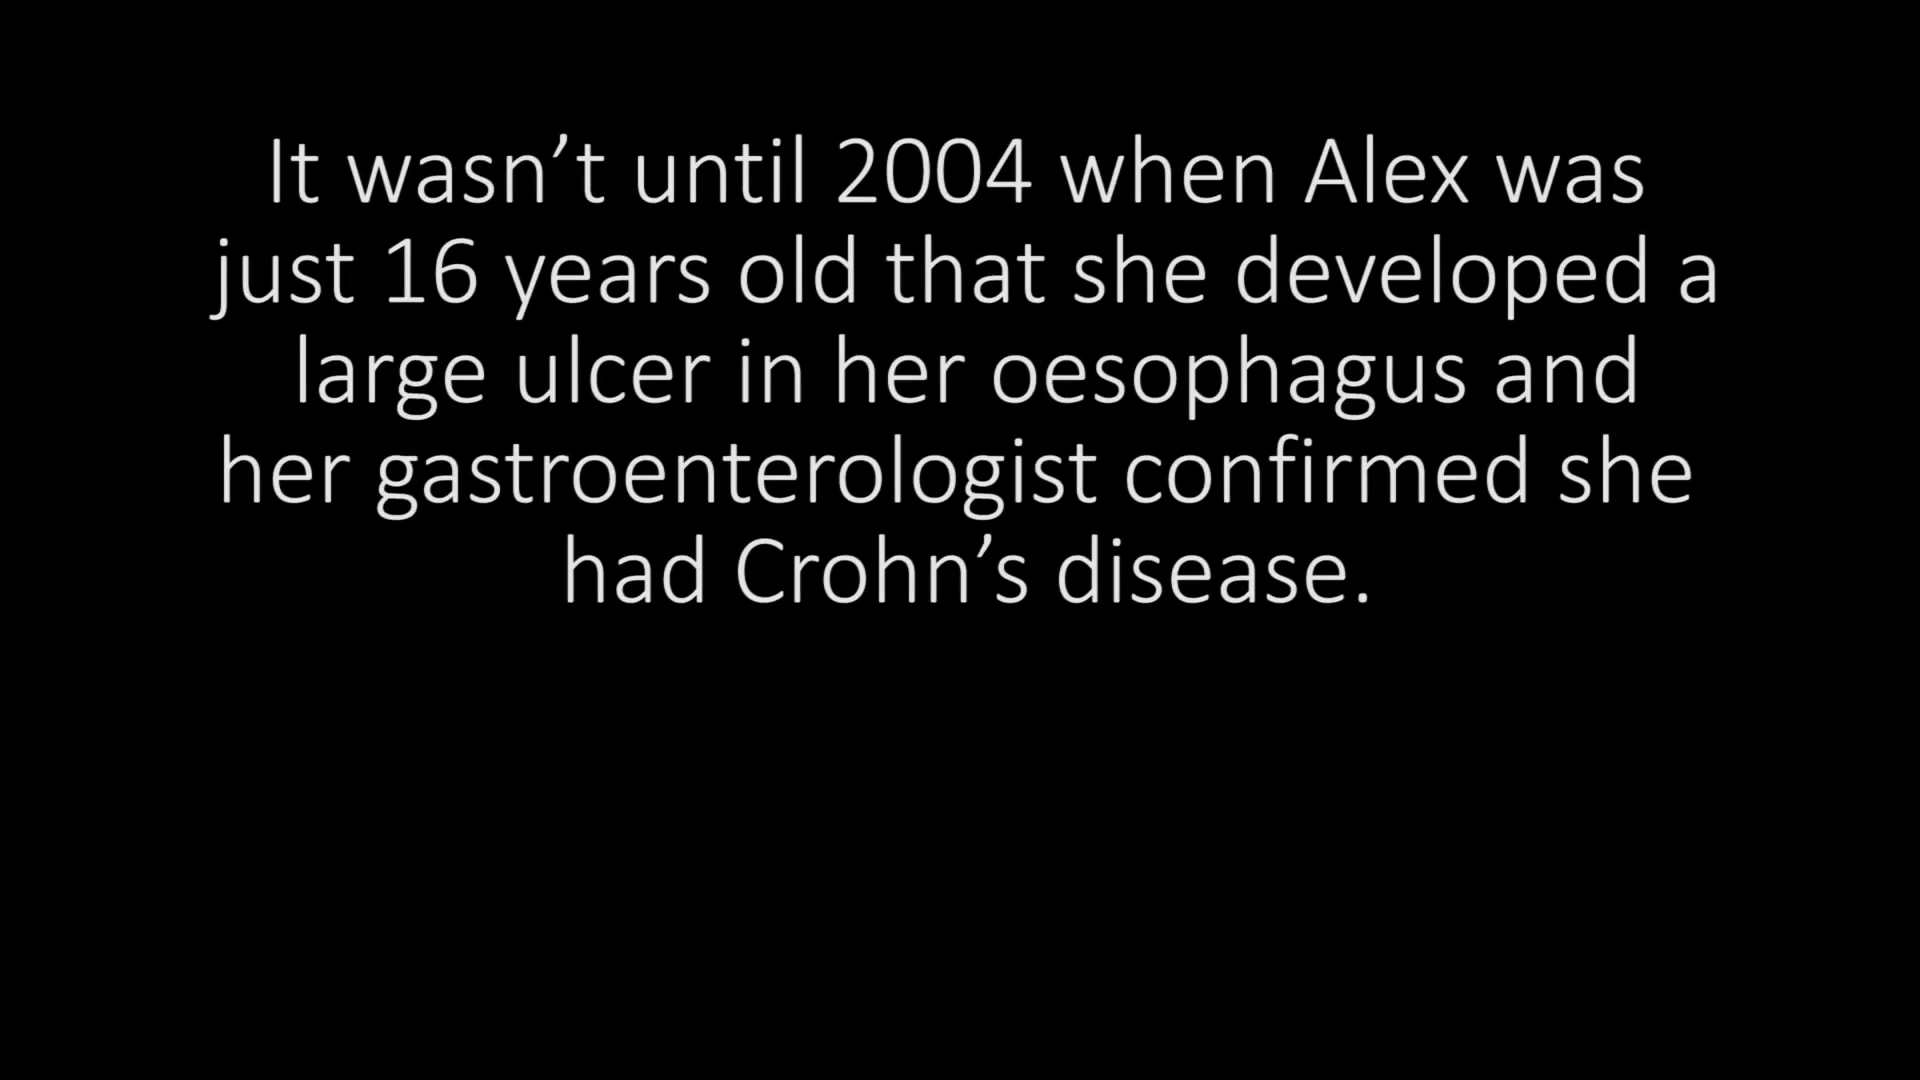 It wasn’t until 2004 when Alex was
just 16 years old that she developed a
large ulcer in her oesophagus and
her gastroenterologist confirmed she
had Crohn’s disease.